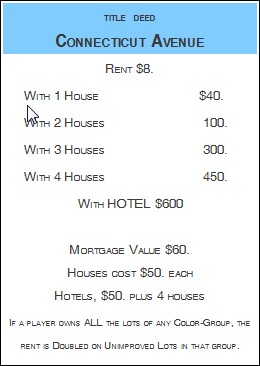 TITLE DEED
CONNECTICUT AVENUE
RENT $8.
WITH 1 HOUSE $40.
WITH 2 HOUSES 100.
WITH 3 HOUSES 300.
WITH 4 HOUSES 450.
WITH HOTEL $600
MORTGAGE VALUE $60.
HOUSES COST $50. EACH
HOTELS, $50. PLUS 4 HOUSES
IF A PLAYER OWNS ALL THE LOTS OF ANY COLOR-GROUP, THE
RENT IS DOUBLED ON UNIMPROVED LOTS IN THAT GROUP.